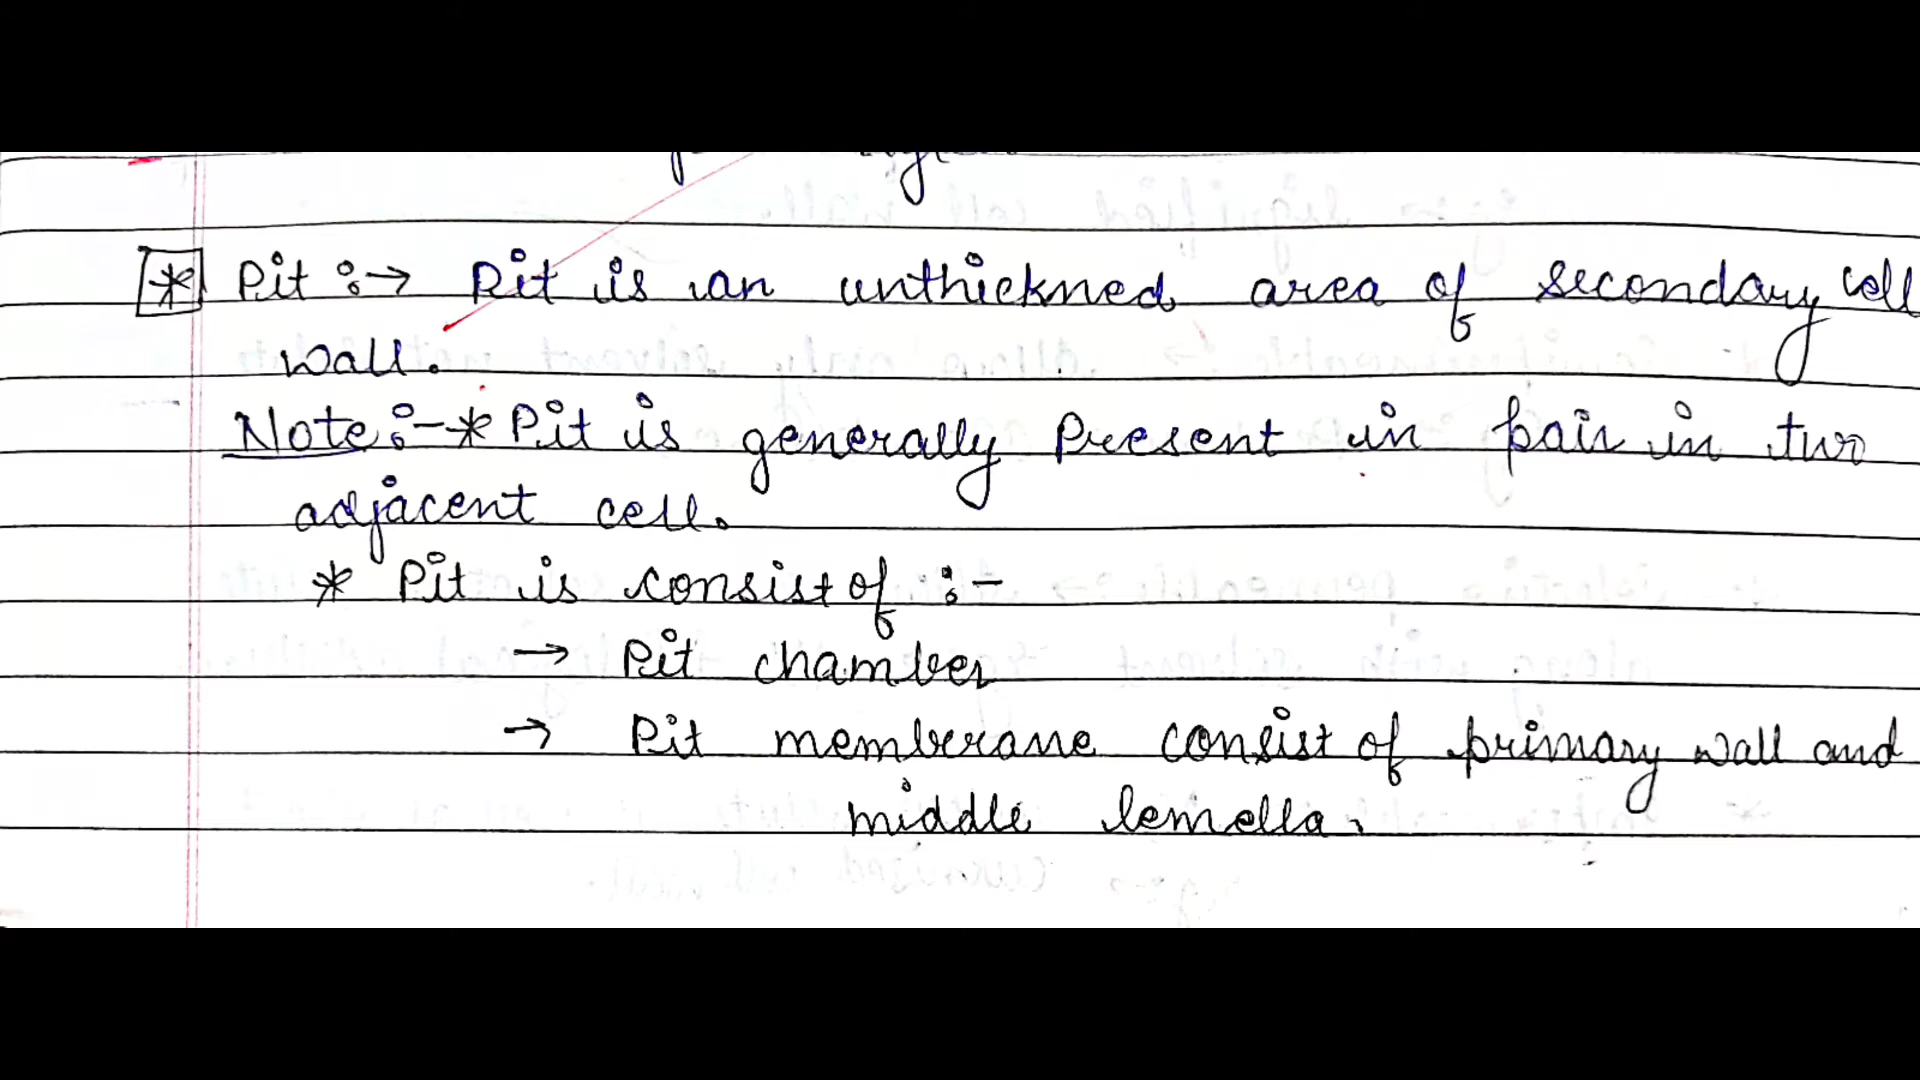 * Pit :→ Pit is an unthickned area of secondary cell
wall.
Note :-* Pit is generally Present in pair in two
adjacent cell.
* Pit is consist of :-
→ Pit chamber
→ Pit membrane consist of primary wall and
middle lemella.